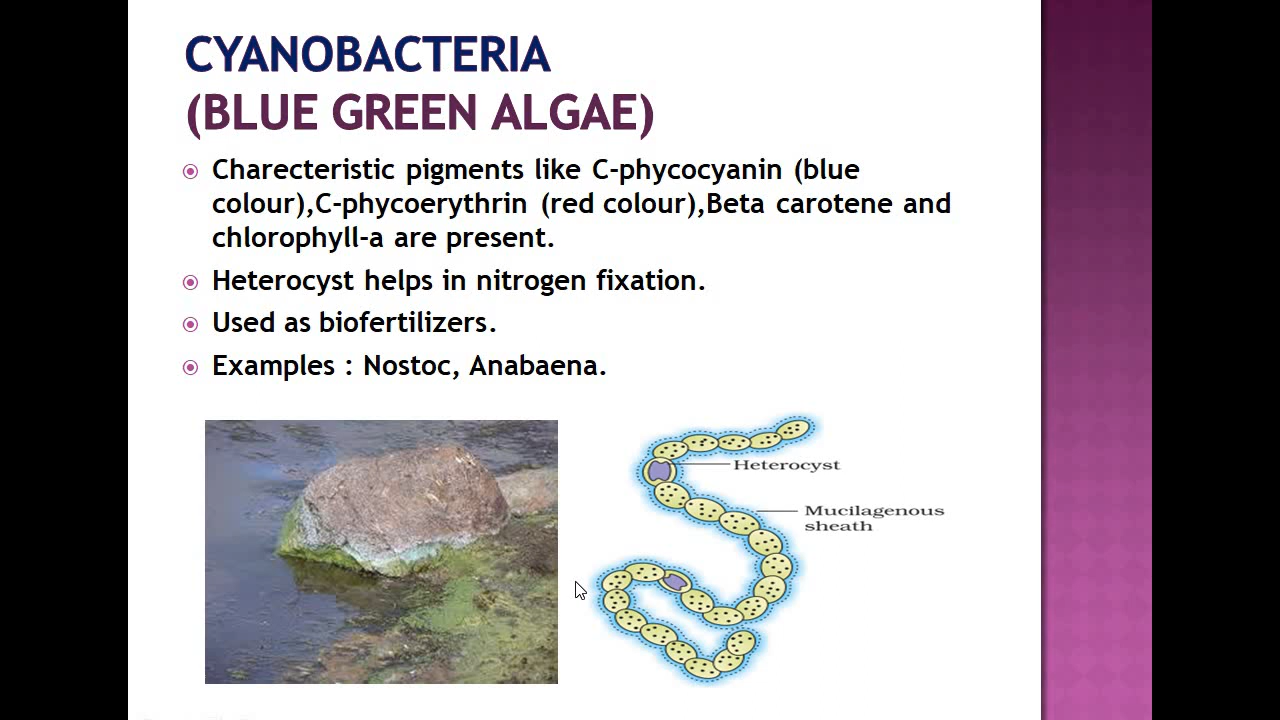 CYANOBACTERIA
(BLUE GREEN ALGAE)
Charecteristic pigments like C-phycocyanin (blue
colour),C-phycoerythrin (red colour),Beta carotene and
chlorophyll-a are present.
Heterocyst helps in nitrogen fixation.
Used as biofertilizers.
Examples : Nostoc, Anabaena.
Heterocyst
Mucilagenous
sheath